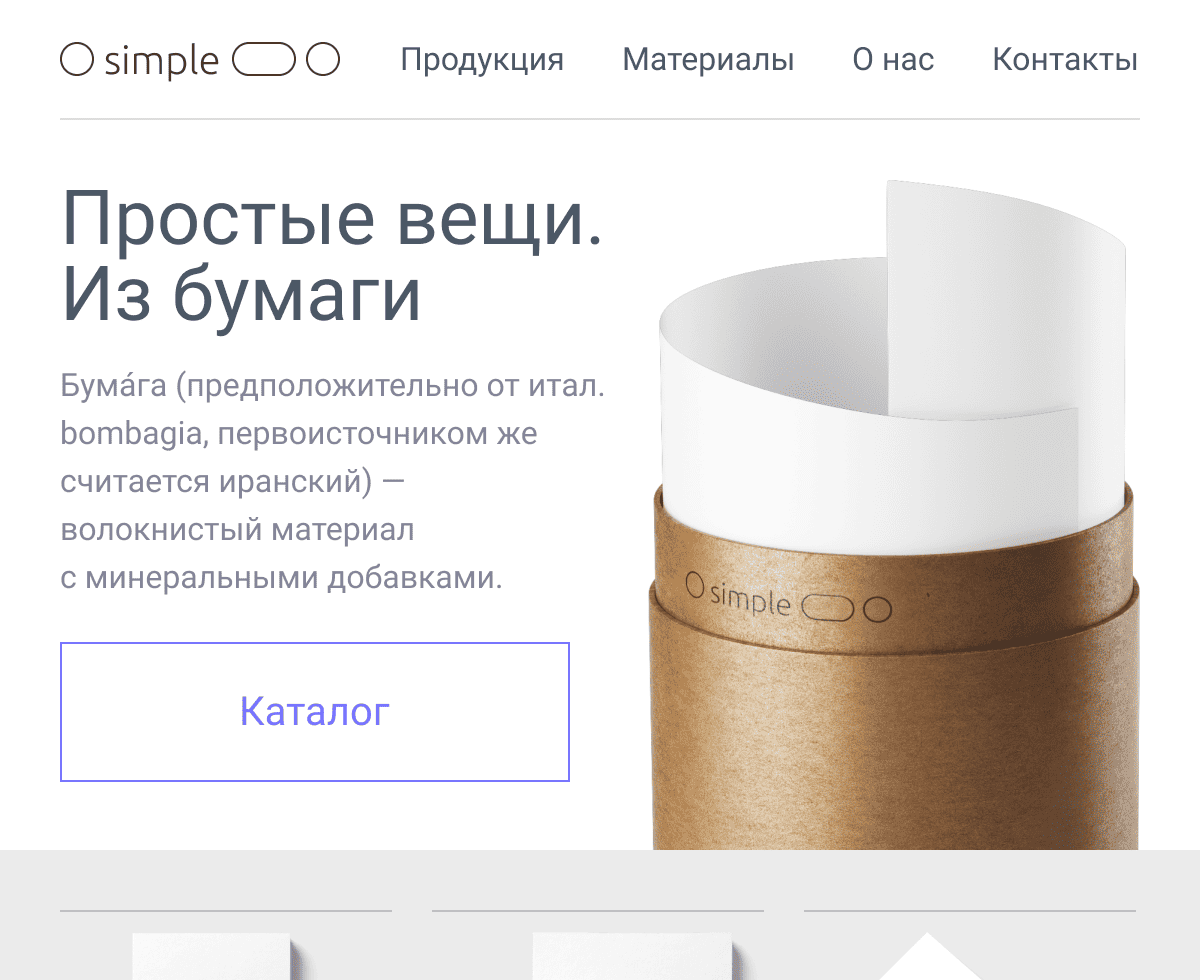 simple
Продукция
Материалы
О нас
Контакты
Простые вещи.
Из бумаги
Бума́га (предположительно от итал.
bombagia, первоисточником же
считается иранский) —
волокнистый материал
с минеральными добавками.
simple
Каталог